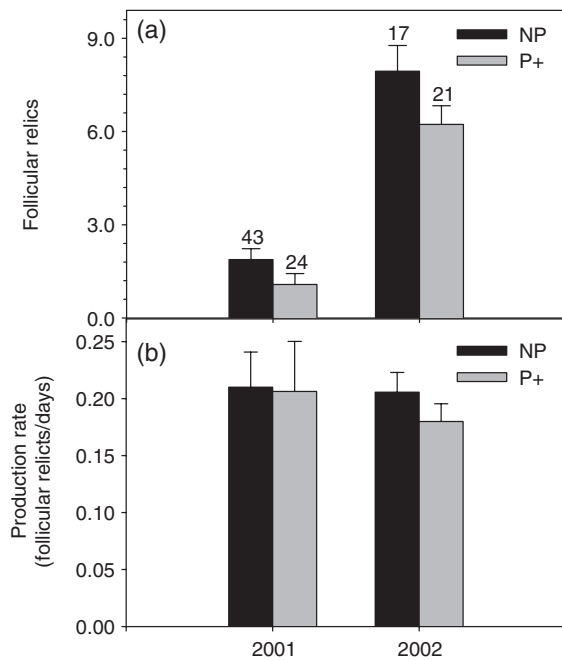 (a)
NP
P+
Follicular relics
9.0
6.0
3.0
0.0
43
24
17
21
(b)
NP
P+
Production rate
(follicular relicts/days)
0.25
0.20
0.15
0.10
0.05
0.00
2001
2002